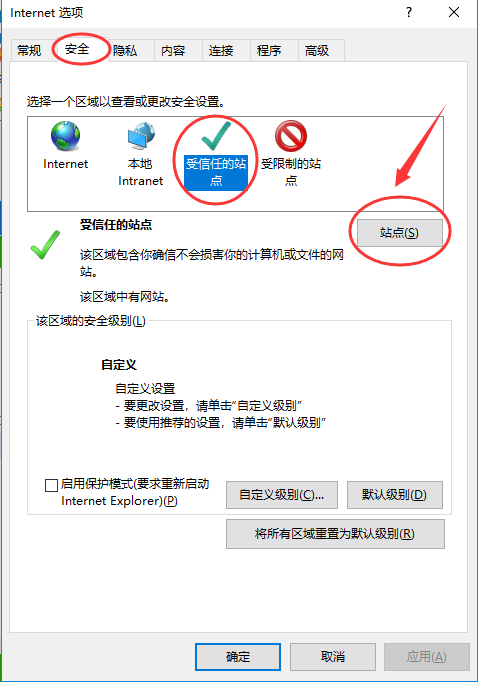 Internet 选项
常规 安全 隐私 内容 连接 程序 高级
选择一个区域以查看或更改安全设置。
Internet
本地
Intranet
受信任的站
点
受限制的站
点
受信任的站点
站点(S)
该区域包含你确信不会损害你的计算机或文件的网
站。
该区域中有网站。
该区域的安全级别(L)
自定义
自定义设置
- 要更改设置，请单击“自定义级别”
- 要使用推荐的设置，请单击“默认级别”
启用保护模式(要求重新启动
Internet Explorer)(P)
自定义级别(C)...
默认级别(D)
将所有区域重置为默认级别(R)
确定
取消
应用(A)